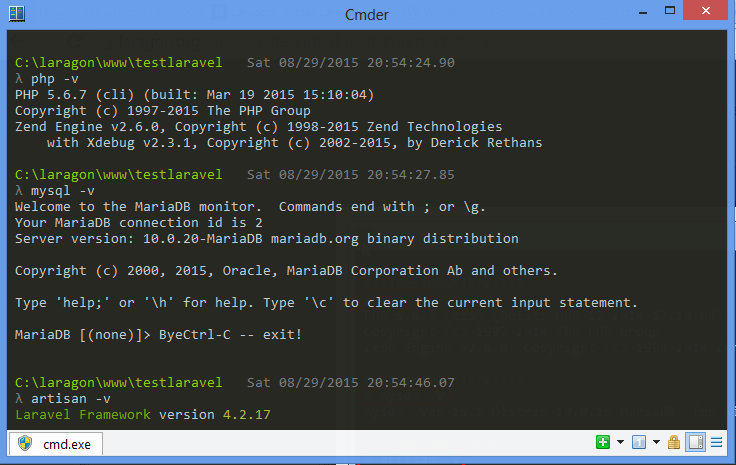 Cmder
C:\laragon\www\testlaravel   Sat 08/29/2015 20:54:24.90
λ php -v
PHP 5.6.7 (cli) (built: Mar 19 2015 15:10:04)
Copyright (c) 1997-2015 The PHP Group
Zend Engine v2.6.0, Copyright (c) 1998-2015 Zend Technologies
    with Xdebug v2.3.1, Copyright (c) 2002-2015, by Derick Rethans
C:\laragon\www\testlaravel   Sat 08/29/2015 20:54:27.85
λ mysql -v
Welcome to the MariaDB monitor.  Commands end with ; or \g.
Your MariaDB connection id is 2
Server version: 10.0.20-MariaDB mariadb.org binary distribution
Copyright (c) 2000, 2015, Oracle, MariaDB Corporation Ab and others.
Type 'help;' or '\h' for help. Type '\c' to clear the current input statement.
MariaDB [(none)]> ByeCtrl-C -- exit!
C:\laragon\www\testlaravel   Sat 08/29/2015 20:54:46.07
λ artisan -v
Laravel Framework version 4.2.17
cmd.exe